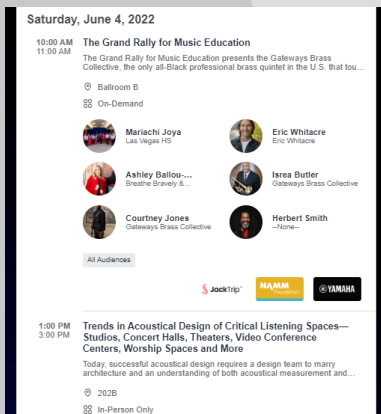 Saturday, June 4, 2022
10:00 AM The Grand Rally for Music Education
11:00 AM
The Grand Rally for Music Education presents the Gateways Brass
Collective, the only all-Black professional brass quintet in the U.S. that tou...
Ballroom B
On-Demand
Mariachi Joya
Las Vegas HS
Eric Whitacre
Eric Whitacre
Ashley Ballou-...
Breathe Bravely &...
Isrea Butler
Gateways Brass Collective
Courtney Jones
Gateways Brass Collective
Herbert Smith
--None--
All Audiences
JackTrip™
NAMM
YAMAHA
1:00 PM Trends in Acoustical Design of Critical Listening Spaces—
3:00 PM Studios, Concert Halls, Theaters, Video Conference
Centers, Worship Spaces and More
Today, successful acoustical design requires a design team to marry
architecture and an understanding of both acoustical measurement and...
202B
In-Person Only